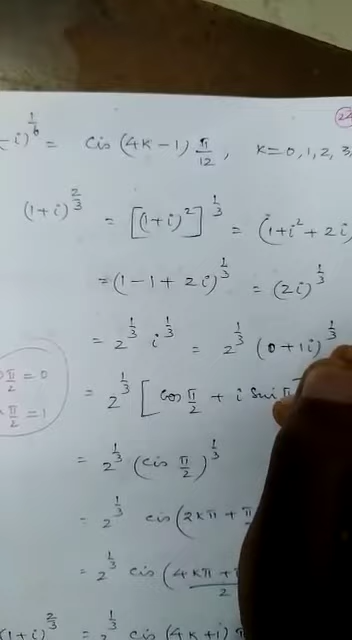 24
-i)^{1/6} = cis (4k-1) π/12, k=0, 1, 2, 3,
(1+i)^{2/3} = [(1+i)^2]^{1/3} = (1+i^2+2i)
= (1-1+2i)^{1/3} = (2i)^{1/3}
= 2^{1/3} i^{1/3} = 2^{1/3} (0+1i)^{1/3}
π/2 = 0
= 2^{1/3} [cos π/2 + i sin π
π/2 = 1
= 2^{1/3} (cis π/2)^{1/3}
= 2^{1/3} cis (2kπ + π
= 2^{1/3} cis (4kπ + π / 2
(1+i)^{2/3} = 2^{1/3} cis (4k+1) π